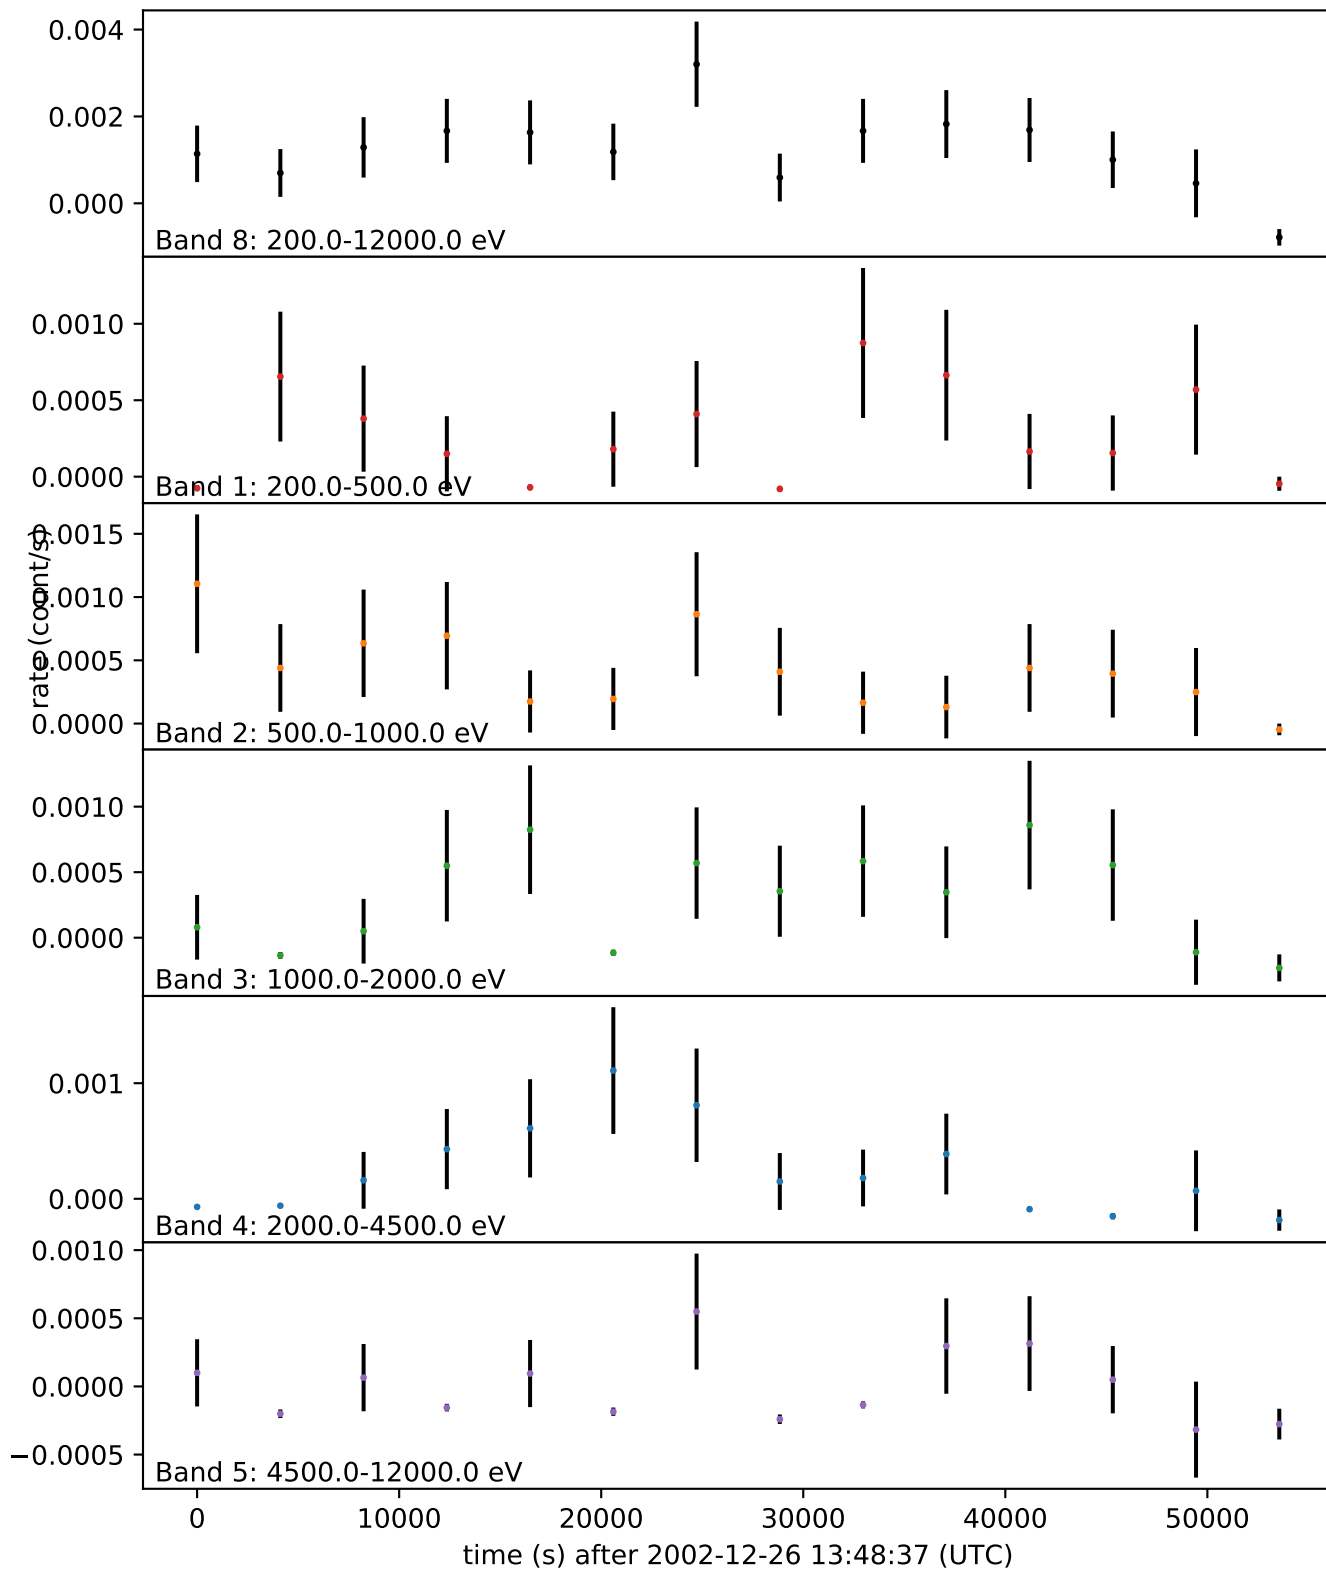 0.004
0.002
0.000
Band 8: 200.0-12000.0 eV
0.0010
0.0005
0.0000
Band 1: 200.0-500.0 eV
rate (count/s)
0.0015
0.0010
0.0005
0.0000
Band 2: 500.0-1000.0 eV
0.0010
0.0005
0.0000
Band 3: 1000.0-2000.0 eV
0.001
0.000
Band 4: 2000.0-4500.0 eV
0.0010
0.0005
0.0000
−0.0005
Band 5: 4500.0-12000.0 eV
0 10000 20000 30000 40000 50000
time (s) after 2002-12-26 13:48:37 (UTC)